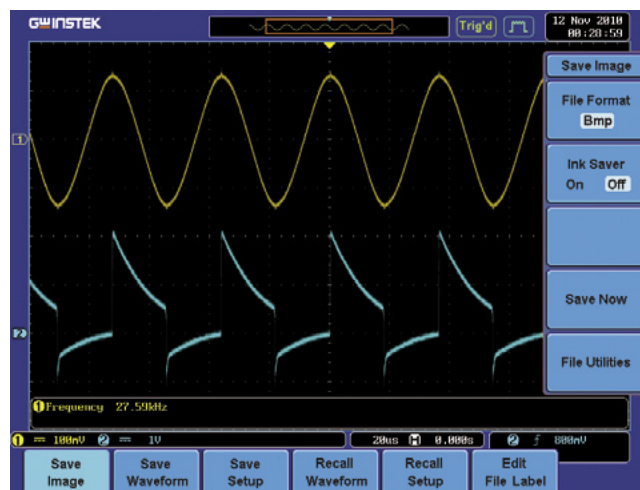 GWINSTEK
Trig'd
12 Nov 2010
00:28:59
Save Image
File Format
Bmp
Ink Saver
On Off
Save Now
File Utilities
1
2
1 Frequency 27.59kHz
1 100mV 2 1V
20us H 0.000s
2 800mV
Save Image
Save Waveform
Save Setup
Recall Waveform
Recall Setup
Edit File Label